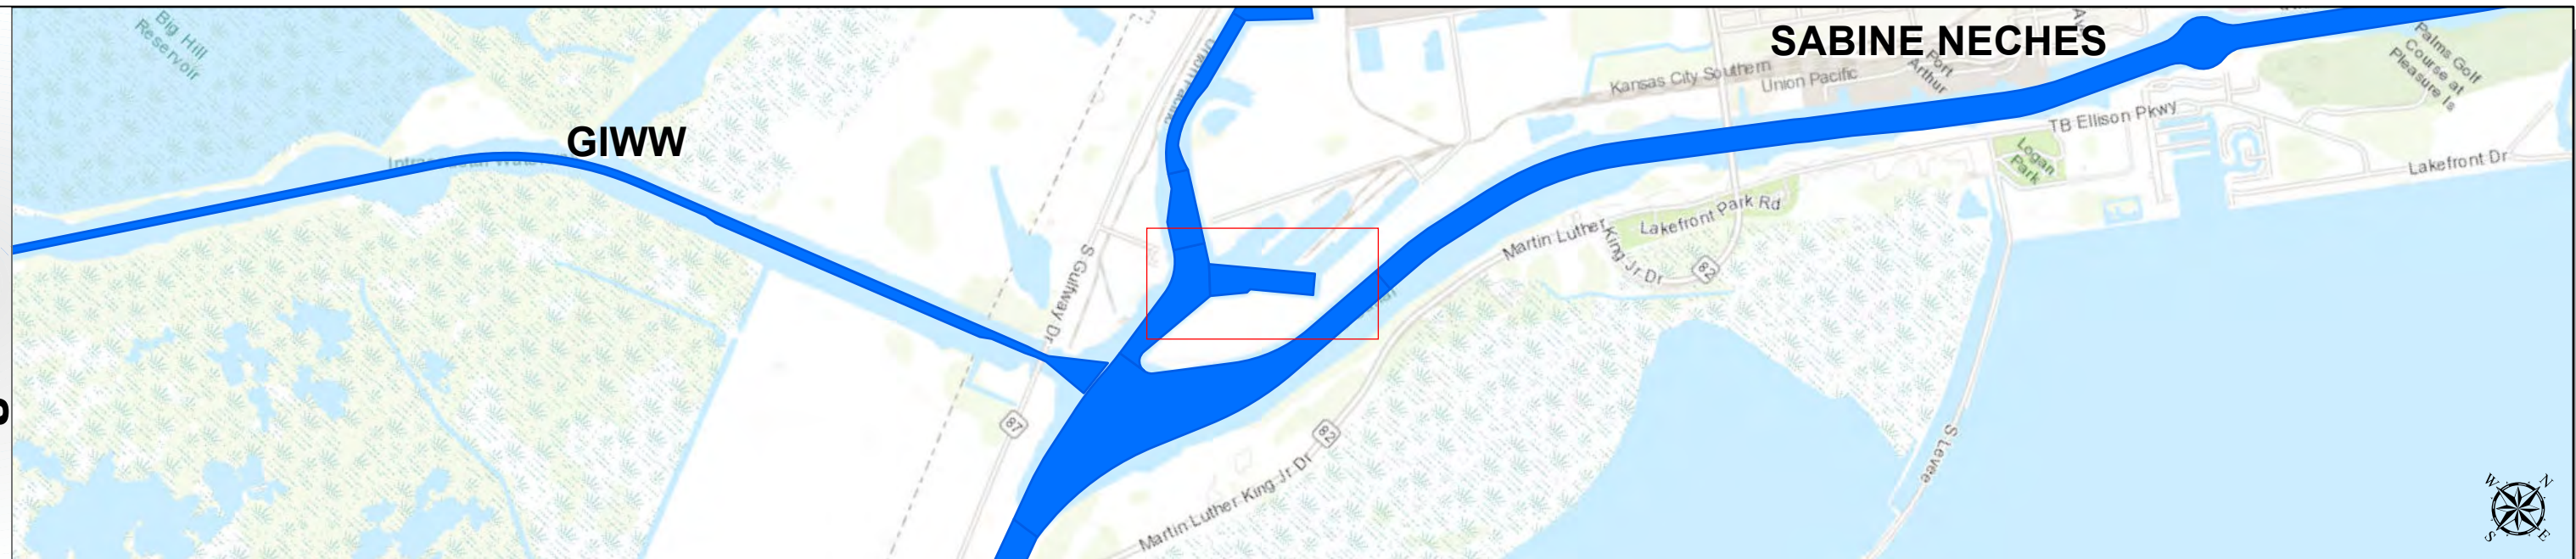 Big Hill
Reservoir
GIWW
SABINE NECHES
Kansas City Southern
Union Pacific
Port
Arthur
Palms Golf
Course at
Pleasure Is
TB Ellison Pkwy
Logan
Park
Lakefront Dr
Lakefront Park Rd
Martin Luther
King Jr Dr
82
S Gulfway Dr
87
82
Martin Luther King Jr Dr
S Levee
W
N
S
E